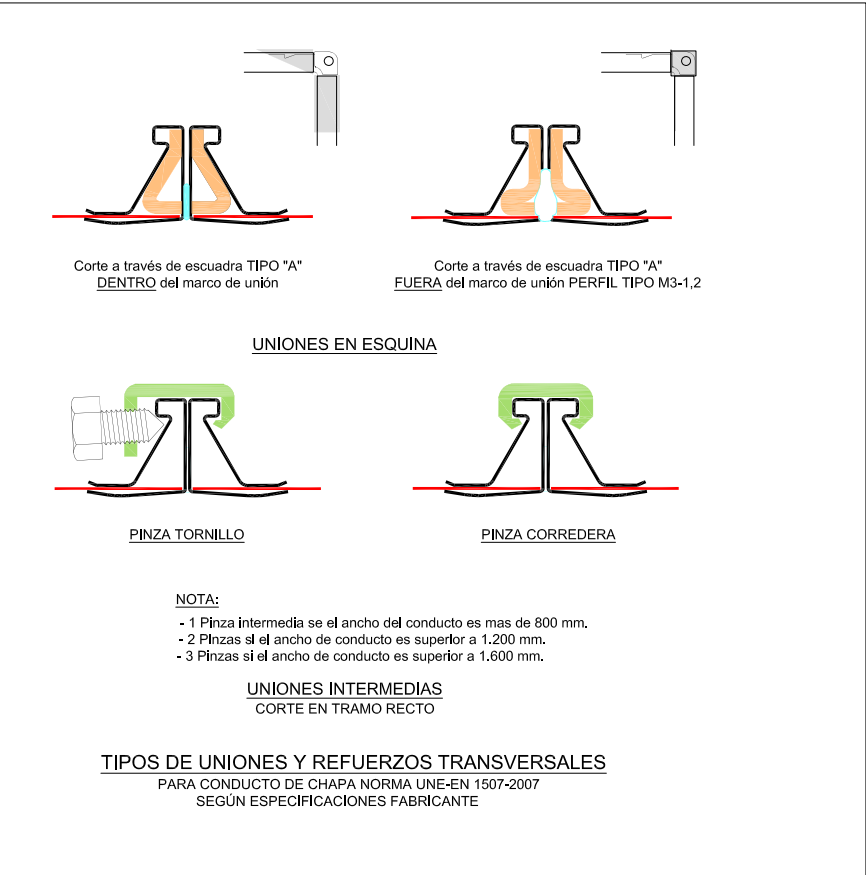 Corte a través de escuadra TIPO "A"
DENTRO del marco de unión
Corte a través de escuadra TIPO "A"
FUERA del marco de unión PERFIL TIPO M3-1,2
UNIONES EN ESQUINA
PINZA TORNILLO
PINZA CORREDERA
NOTA:
- 1 Pinza intermedia se el ancho del conducto es mas de 800 mm.
- 2 Pinzas si el ancho de conducto es superior a 1.200 mm.
- 3 Pinzas si el ancho de conducto es superior a 1.600 mm.
UNIONES INTERMEDIAS
CORTE EN TRAMO RECTO
TIPOS DE UNIONES Y REFUERZOS TRANSVERSALES
PARA CONDUCTO DE CHAPA NORMA UNE-EN 1507-2007
SEGÚN ESPECIFICACIONES FABRICANTE